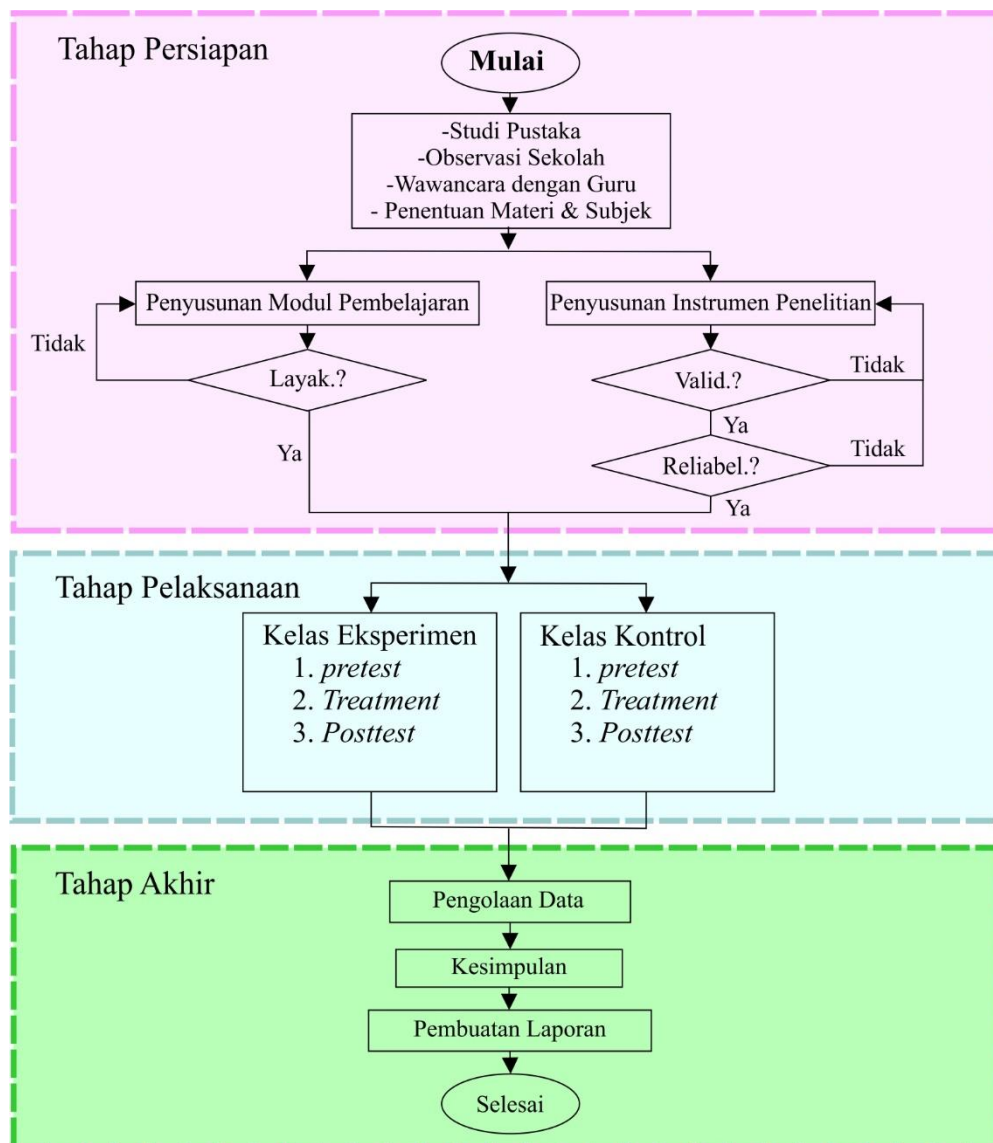 Tahap Persiapan
Mulai
-Studi Pustaka
-Observasi Sekolah
-Wawancara dengan Guru
- Penentuan Materi & Subjek
Penyusunan Modul Pembelajaran
Penyusunan Instrumen Penelitian
Tidak
Layak.?
Valid.?
Tidak
Ya
Ya
Reliabel.?
Tidak
Ya
Tahap Pelaksanaan
Kelas Eksperimen
1. pretest
2. Treatment
3. Posttest
Kelas Kontrol
1. pretest
2. Treatment
3. Posttest
Tahap Akhir
Pengolaan Data
Kesimpulan
Pembuatan Laporan
Selesai